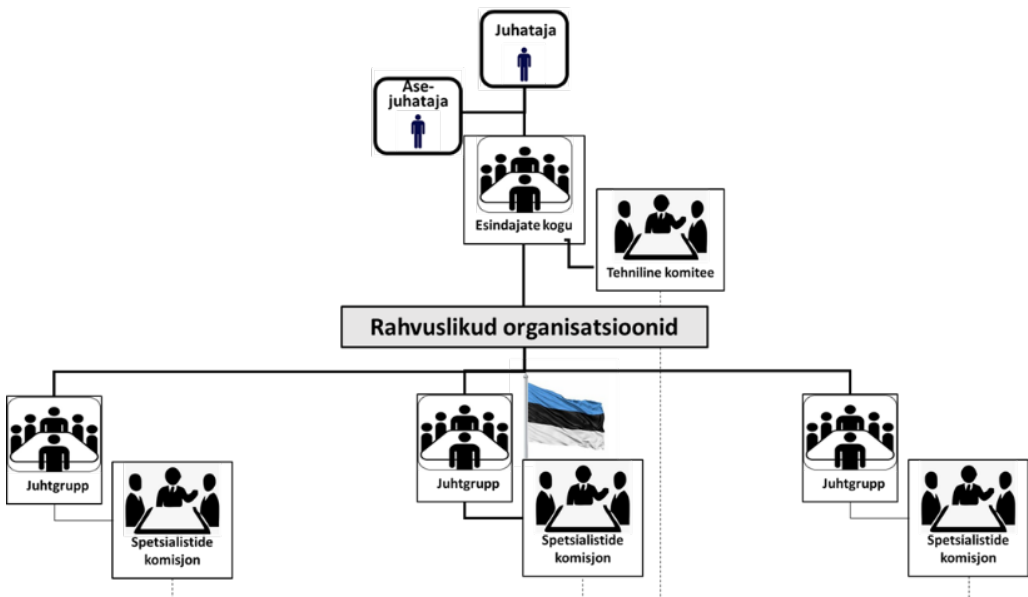 Juhataja
Ase-
juhataja
Esindajate kogu
Tehniline komitee
Rahvuslikud organisatsioonid
Juhtgrupp
Spetsialistide
komisjon
Juhtgrupp
Spetsialistide
komisjon
Juhtgrupp
Spetsialistide
komisjon